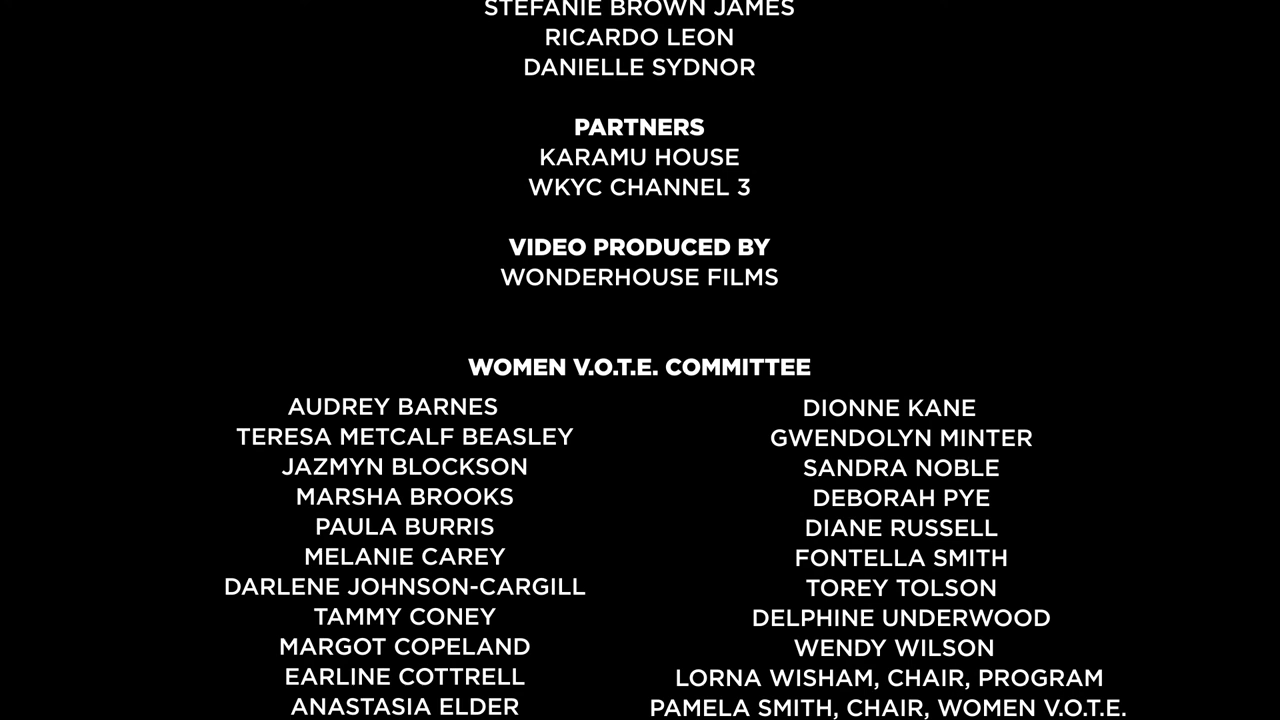 STEFANIE BROWN JAMES
RICARDO LEON
DANIELLE SYDNOR
PARTNERS
KARAMU HOUSE
WKYC CHANNEL 3
VIDEO PRODUCED BY
WONDERHOUSE FILMS
WOMEN V.O.T.E. COMMITTEE
AUDREY BARNES
TERESA METCALF BEASLEY
JAZMYN BLOCKSON
MARSHA BROOKS
PAULA BURRIS
MELANIE CAREY
DARLENE JOHNSON-CARGILL
TAMMY CONEY
MARGOT COPELAND
EARLINE COTTRELL
ANASTASIA ELDER
DIONNE KANE
GWENDOLYN MINTER
SANDRA NOBLE
DEBORAH PYE
DIANE RUSSELL
FONTELLA SMITH
TOREY TOLSON
DELPHINE UNDERWOOD
WENDY WILSON
LORNA WISHAM, CHAIR, PROGRAM
PAMELA SMITH, CHAIR, WOMEN V.O.T.E.